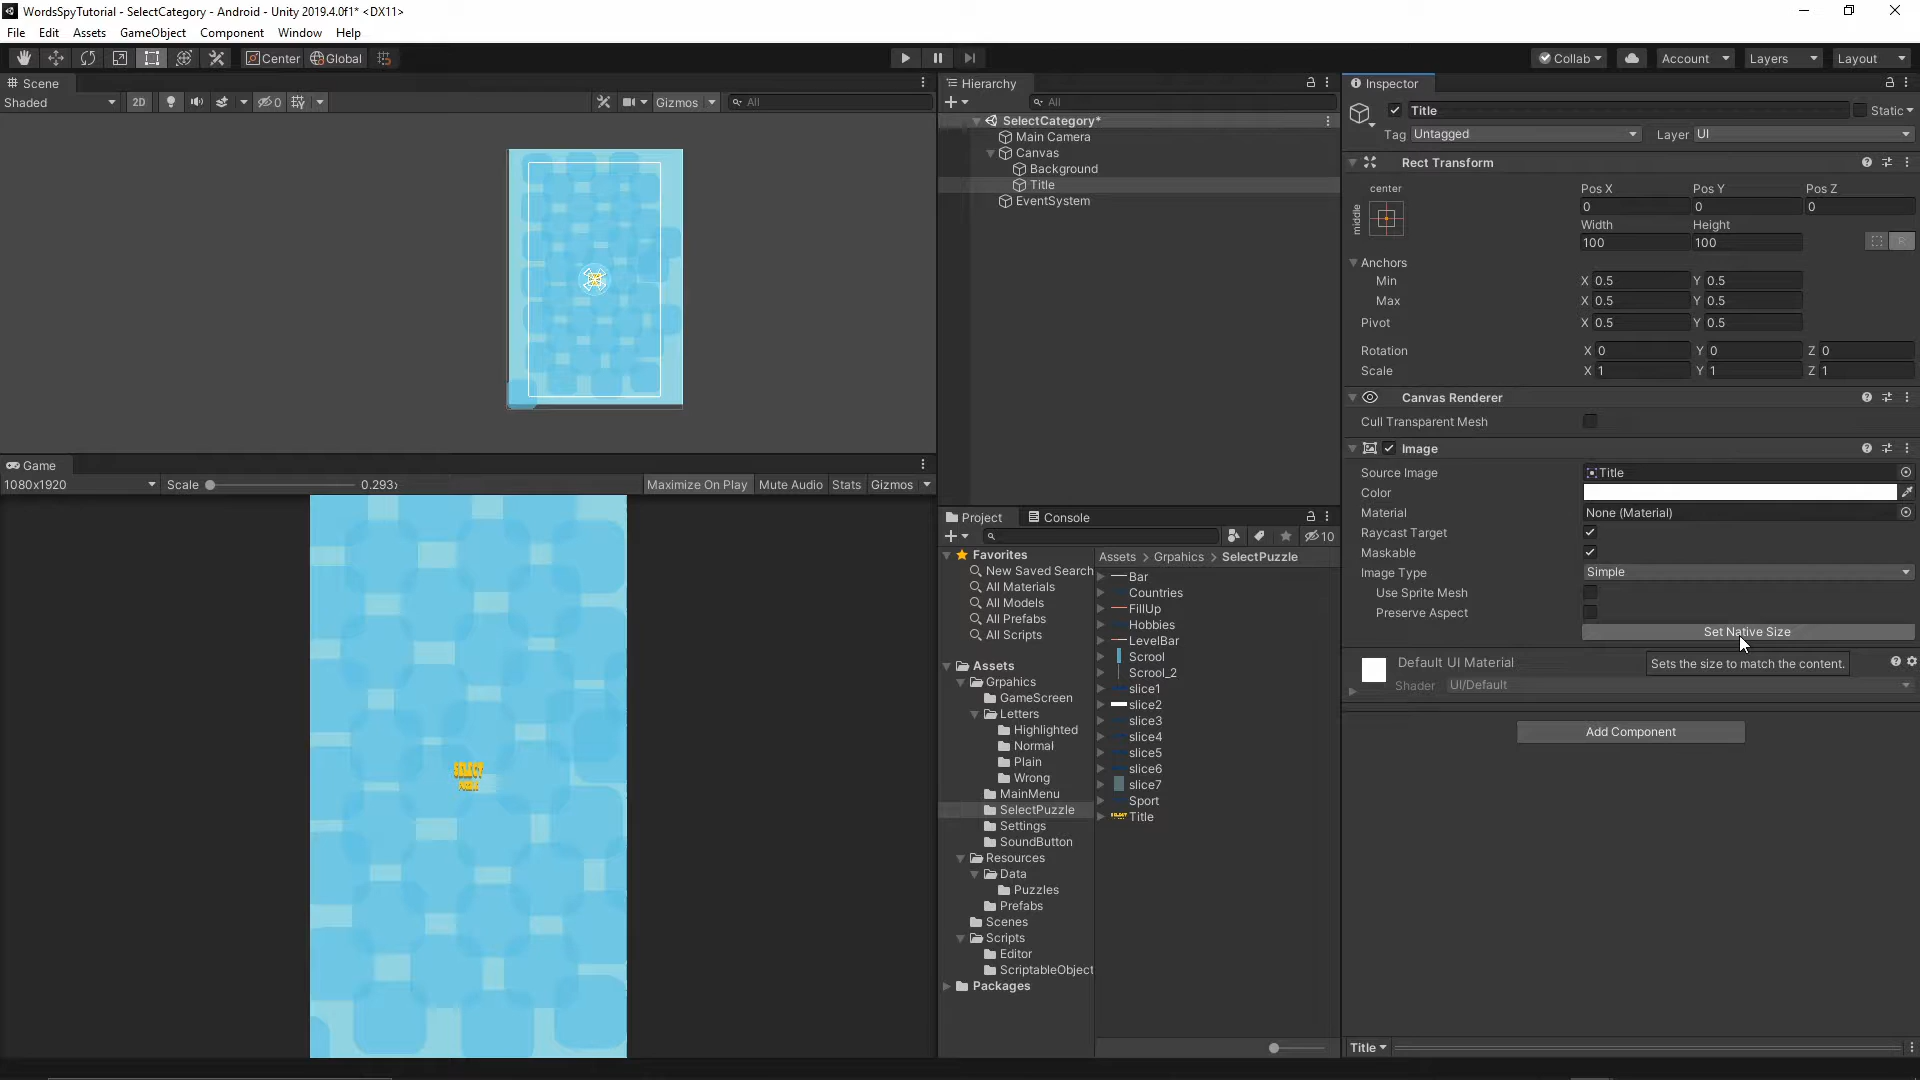 WordsSpyTutorial - SelectCategory - Android - Unity 2019.4.0f1* <DX11>
File Edit Assets GameObject Component Window Help
Center Global
Collab Account Layers Layout
Scene
Shaded 2D 0 Gizmos All
Game
1080x1920 Scale 0.293x Maximize On Play Mute Audio Stats Gizmos
SELECT
Hierarchy
All
SelectCategory*
Main Camera
Canvas
Background
Title
EventSystem
Project Console
10
Favorites
New Saved Search
All Materials
All Models
All Prefabs
All Scripts
Assets
Grpahics
GameScreen
Letters
Highlighted
Normal
Plain
Wrong
MainMenu
SelectPuzzle
Settings
SoundButton
Resources
Data
Puzzles
Prefabs
Scenes
Scripts
Editor
ScriptableObject
Packages
Assets > Grpahics > SelectPuzzle
Bar
Countries
FillUp
Hobbies
LevelBar
Scrool
Scrool_2
slice1
slice2
slice3
slice4
slice5
slice6
slice7
Sport
Title
Inspector
Title Static
Tag Untagged Layer UI
Rect Transform
center Pos X Pos Y Pos Z
middle 0 0 0
Width Height
100 100 R
Anchors
Min X 0.5 Y 0.5
Max X 0.5 Y 0.5
Pivot X 0.5 Y 0.5
Rotation X 0 Y 0 Z 0
Scale X 1 Y 1 Z 1
Canvas Renderer
Cull Transparent Mesh
Image
Source Image Title
Color
Material None (Material)
Raycast Target
Maskable
Image Type Simple
Use Sprite Mesh
Preserve Aspect
Set Native Size
Sets the size to match the content.
Default UI Material
Shader UI/Default
Add Component
Title